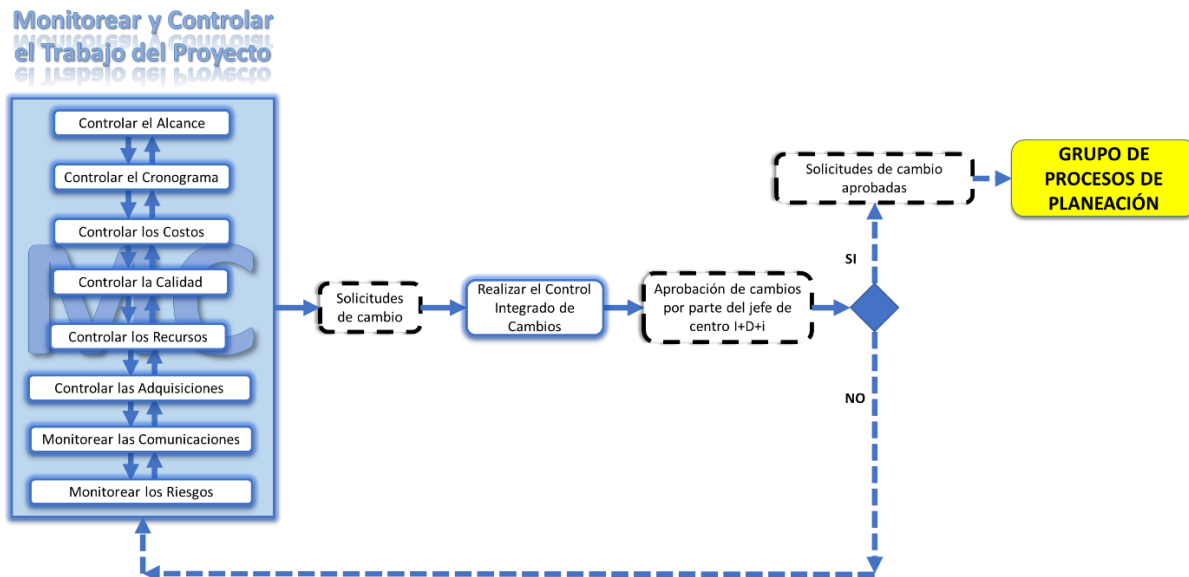 Monitorear y Controlar
el Trabajo del Proyecto
Controlar el Alcance
Controlar el Cronograma
Controlar los Costos
Controlar la Calidad
Controlar los Recursos
Controlar las Adquisiciones
Monitorear las Comunicaciones
Monitorear los Riesgos
MC
Solicitudes
de cambio
Realizar el Control
Integrado de
Cambios
Aprobación de cambios
por parte del jefe de
centro I+D+i
SI
NO
Solicitudes de cambio
aprobadas
GRUPO DE
PROCESOS DE
PLANEACIÓN